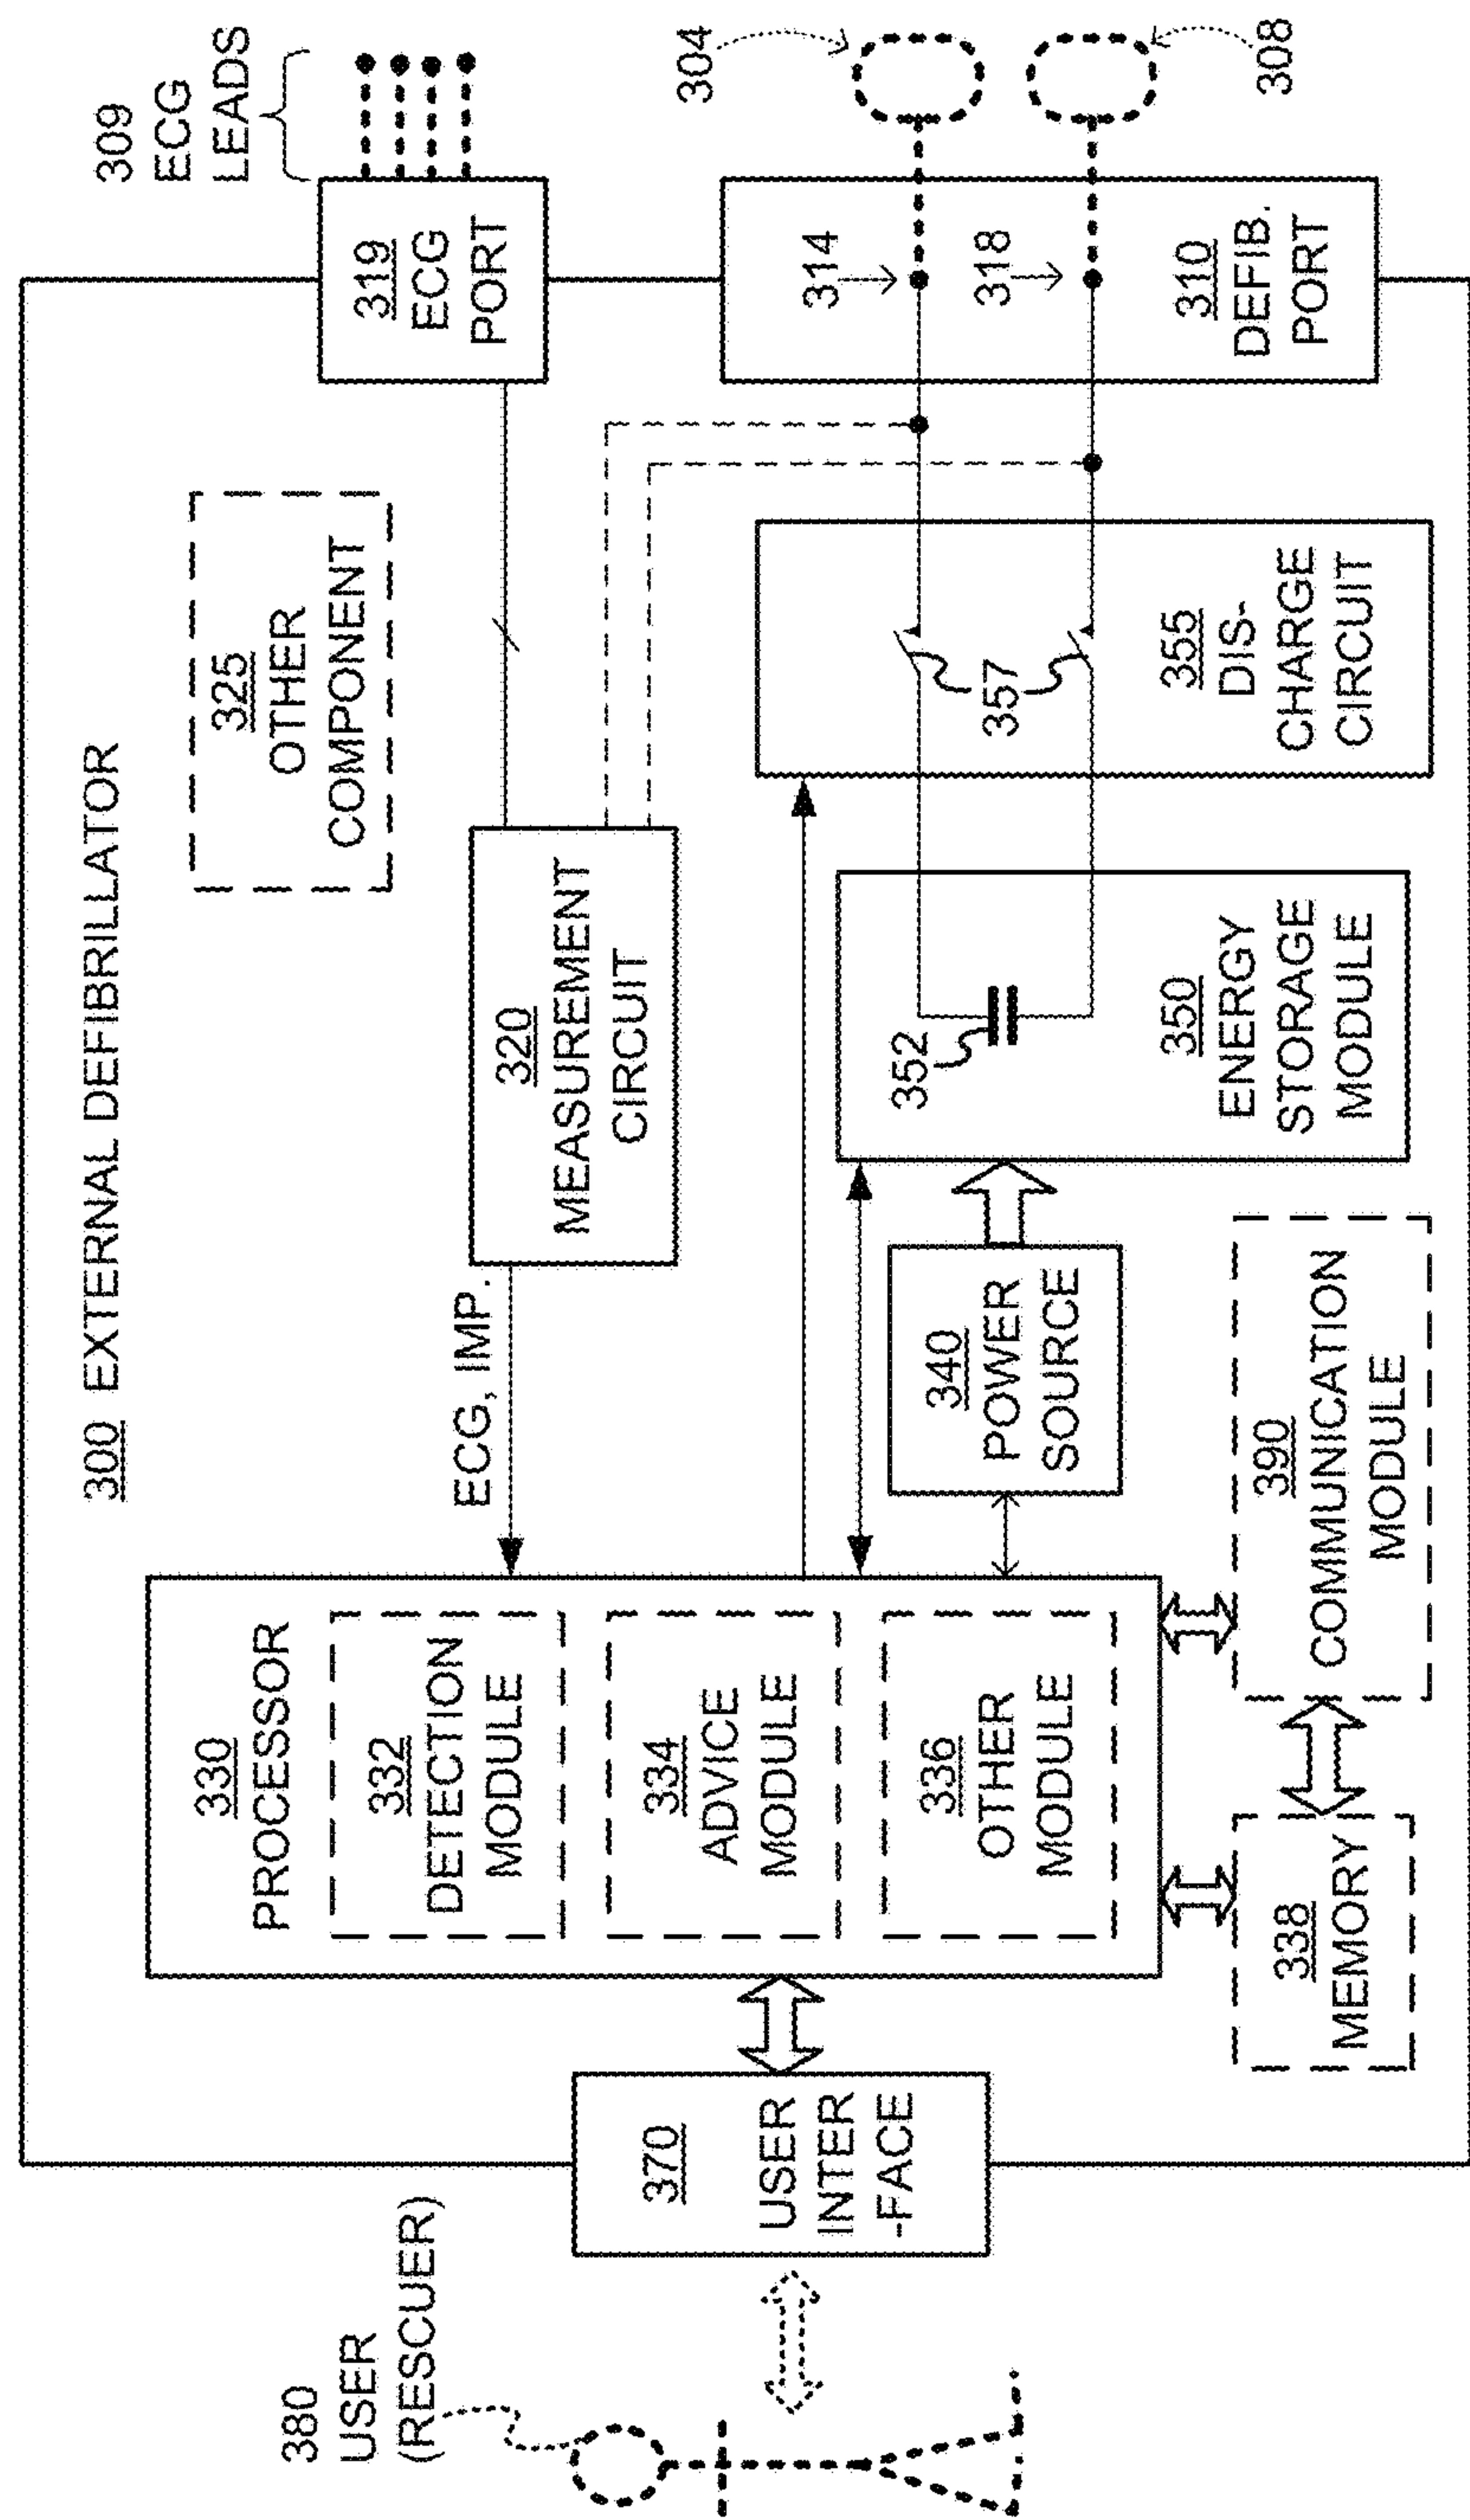 300 EXTERNAL DEFIBRILLATOR
380
USER
(RESCUER)
370
USER
INTER
-FACE
330
PROCESSOR
332
DETECTION
MODULE
334
ADVICE
MODULE
336
OTHER
MODULE
338
MEMORY
390
COMMUNICATION
MODULE
ECG, IMP.
340
POWER
SOURCE
320
MEASUREMENT
CIRCUIT
325
OTHER
COMPONENT
352
350
ENERGY
STORAGE
MODULE
357
355
DIS-
CHARGE
CIRCUIT
319
ECG
PORT
309
ECG
LEADS
314
318
310
DEFIB.
PORT
304
308